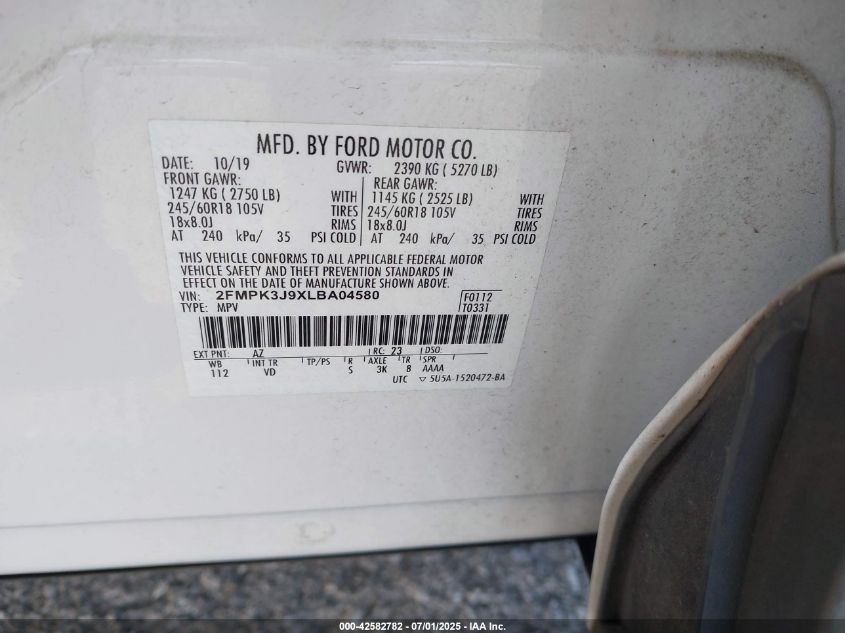 MFD. BY FORD MOTOR CO.
DATE: 10/19 GVWR: 2390 KG ( 5270 LB)
FRONT GAWR: REAR GAWR:
1247 KG ( 2750 LB) WITH 1145 KG ( 2525 LB) WITH
245/60R18 105V TIRES 245/60R18 105V TIRES
18x8.0J RIMS 18x8.0J RIMS
AT 240 kPa/ 35 PSI COLD AT 240 kPa/ 35 PSI COLD
THIS VEHICLE CONFORMS TO ALL APPLICABLE FEDERAL MOTOR
VEHICLE SAFETY AND THEFT PREVENTION STANDARDS IN
EFFECT ON THE DATE OF MANUFACTURE SHOWN ABOVE.
VIN: 2FMPK3J9XLBA04580 F0112
TYPE: MPV T0331
EXT PNT: AZ RC: 23 DSO:
WB INT TR TP/PS R AXLE TR SPR
112 VD S 3K 8 AAAA
UTC ▽ 5U5A-1520472-BA
000-42582782 - 07/01/2025 - IAA Inc.